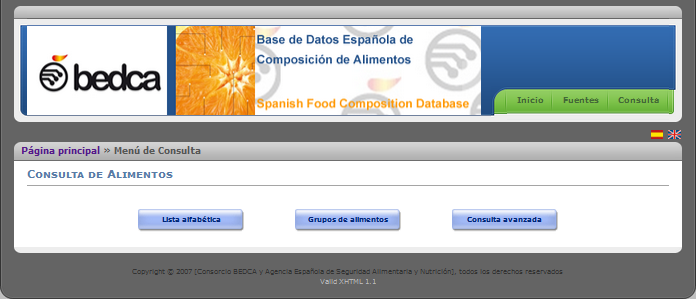 bedca
Base de Datos Española de
Composición de Alimentos
Spanish Food Composition Database
Inicio Fuentes Consulta
Página principal » Menú de Consulta
Consulta de Alimentos
Lista alfabética Grupos de alimentos Consulta avanzada
Copyright © 2007 [Consorcio BEDCA y Agencia Española de Seguridad Alimentaria y Nutrición], todos los derechos reservados
Valid XHTML 1.1